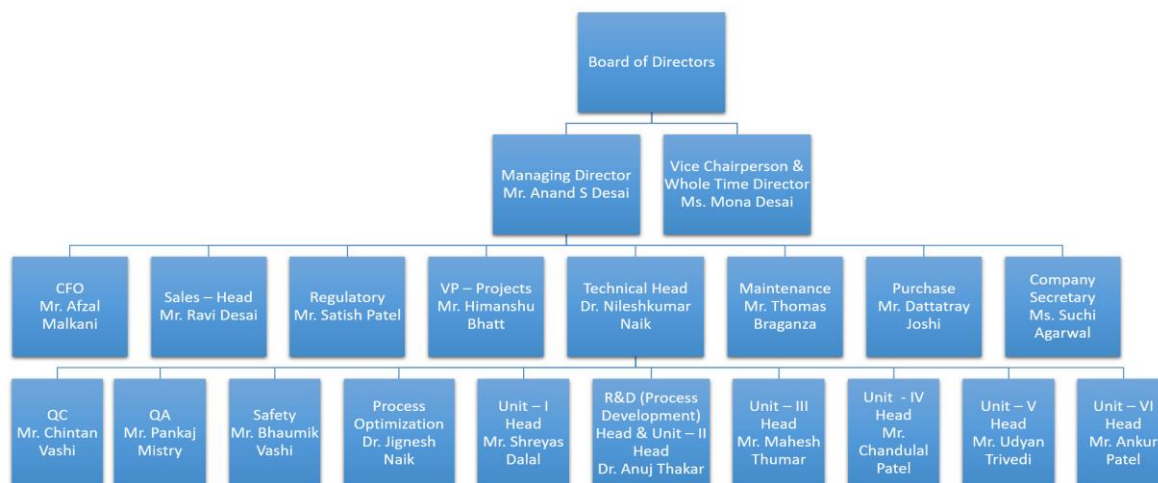 Board of Directors
Managing Director
Mr. Anand S Desai
Vice Chairperson &
Whole Time Director
Ms. Mona Desai
CFO
Mr. Afzal
Malkani
Sales – Head
Mr. Ravi Desai
Regulatory
Mr. Satish Patel
VP – Projects
Mr. Himanshu
Bhatt
Technical Head
Dr. Nileshkumar
Naik
Maintenance
Mr. Thomas
Braganza
Purchase
Mr. Dattatray
Joshi
Company
Secretary
Ms. Suchi
Agarwal
QC
Mr. Chintan
Vashi
QA
Mr. Pankaj
Mistry
Safety
Mr. Bhaumik
Vashi
Process
Optimization
Dr. Jignesh
Naik
Unit – I
Head
Mr. Shreyas
Dalal
R&D (Process
Development)
Head & Unit – II
Head
Dr. Anuj Thakar
Unit – III
Head
Mr. Mahesh
Thumar
Unit - IV
Head
Mr.
Chandulal
Patel
Unit – V
Head
Mr. Udyan
Trivedi
Unit – VI
Head
Mr. Ankur
Patel